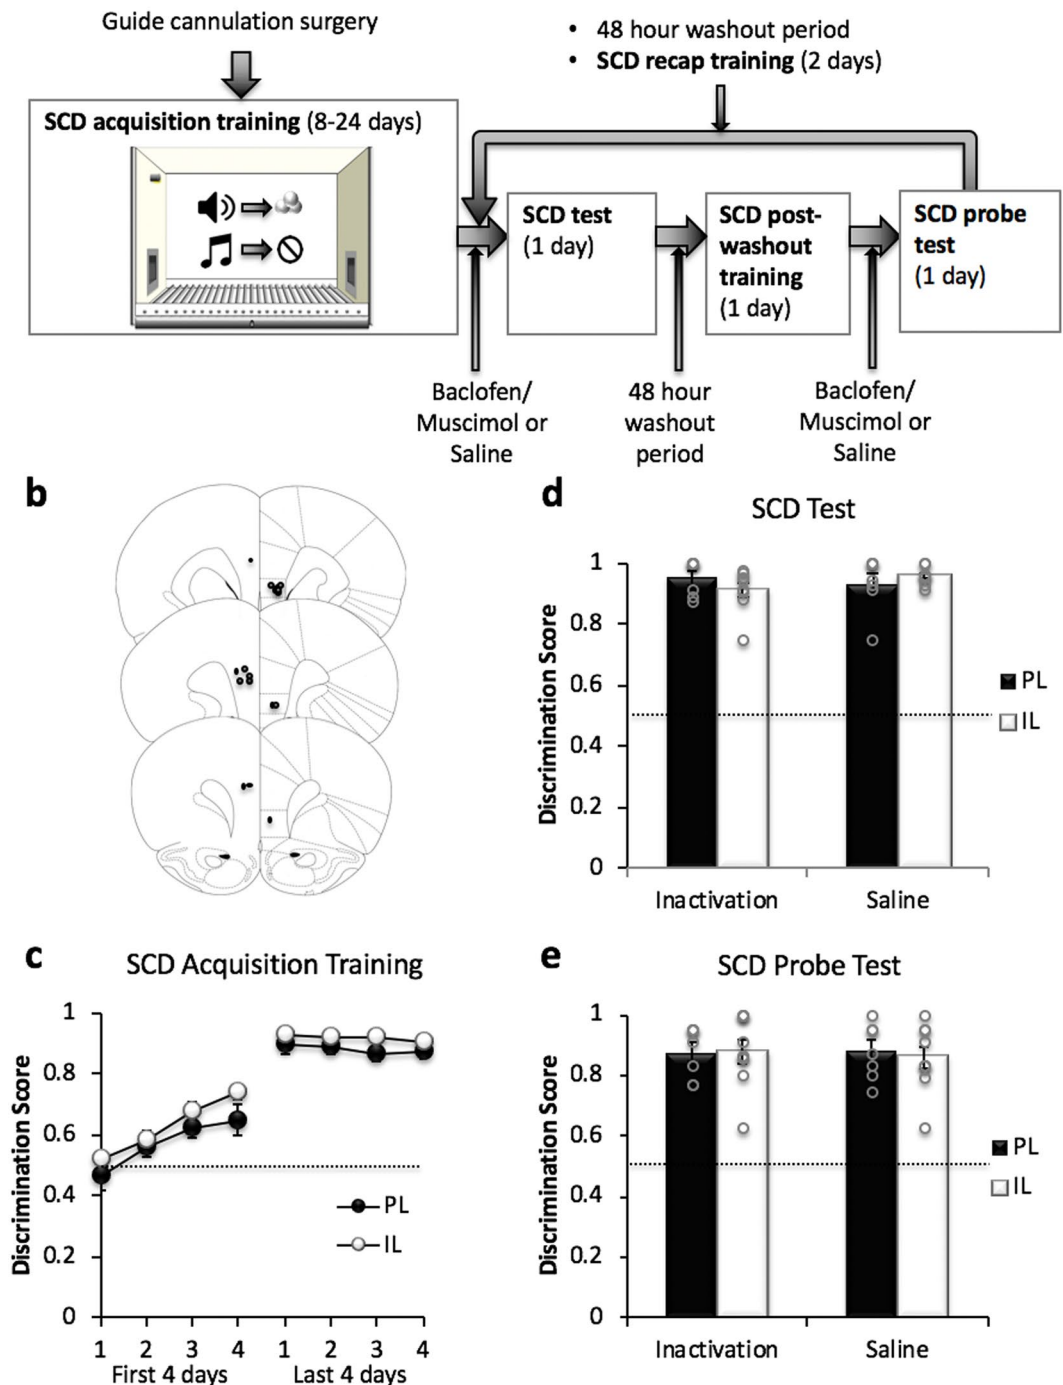 Guide cannulation surgery
• 48 hour washout period
• SCD recap training (2 days)
SCD acquisition training (8-24 days)
SCD test
(1 day)
SCD post-
washout
training
(1 day)
SCD probe
test
(1 day)
Baclofen/
Muscimol or
Saline
48 hour
washout
period
Baclofen/
Muscimol or
Saline
b
d
SCD Test
Discrimination Score
1
0.8
0.6
0.4
0.2
0
PL
IL
Inactivation
Saline
c
SCD Acquisition Training
Discrimination Score
1
0.8
0.6
0.4
0.2
0
PL
IL
1 2 3 4 1 2 3 4
First 4 days Last 4 days
e
SCD Probe Test
Discrimination Score
1
0.8
0.6
0.4
0.2
0
PL
IL
Inactivation
Saline